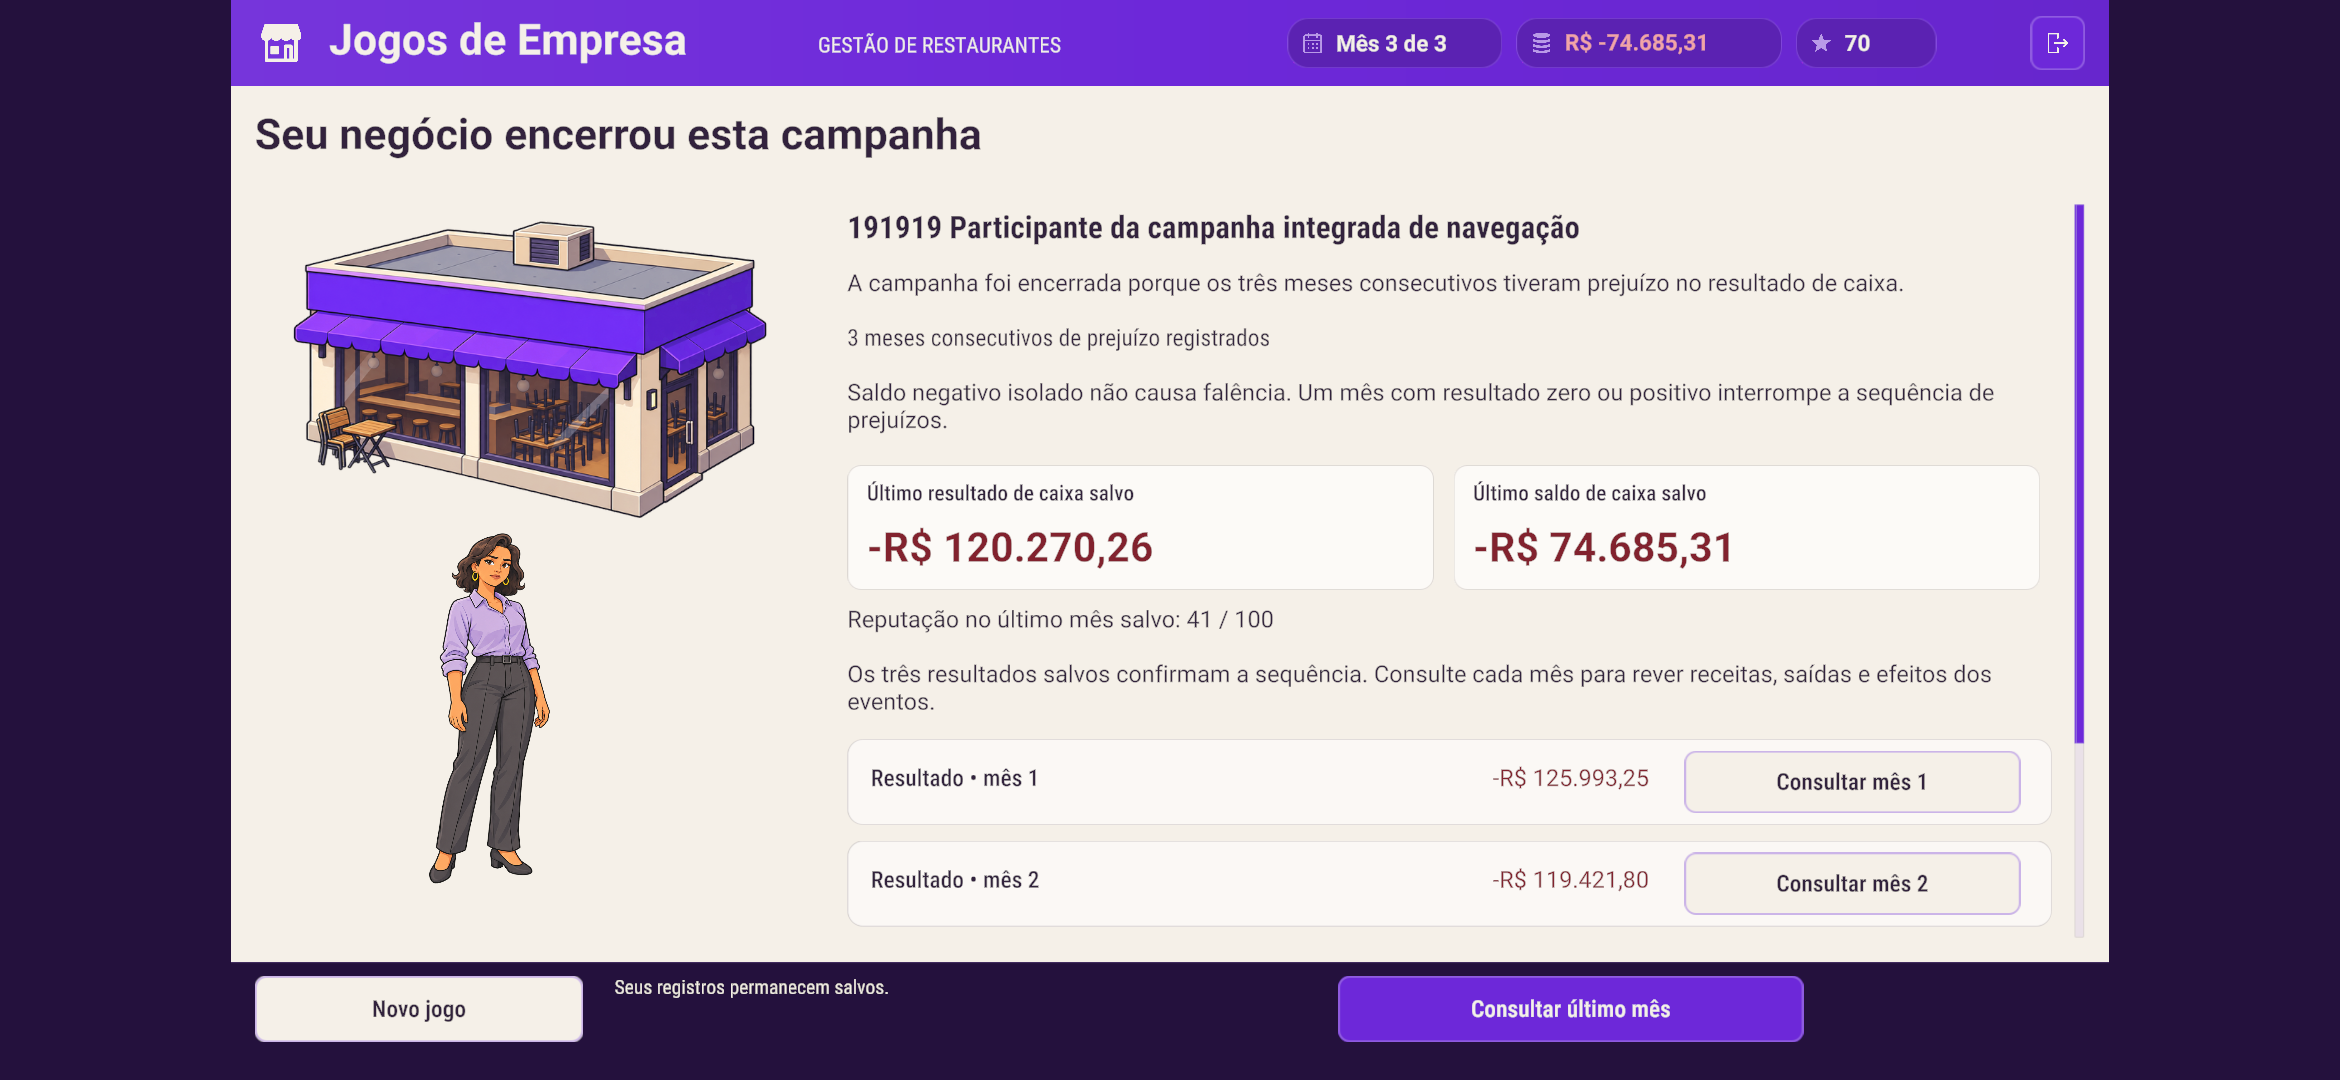 Jogos de Empresa
GESTÃO DE RESTAURANTES
Mês 3 de 3
R$ -74.685,31
70
Seu negócio encerrou esta campanha
191919 Participante da campanha integrada de navegação
A campanha foi encerrada porque os três meses consecutivos tiveram prejuízo no resultado de caixa.
3 meses consecutivos de prejuízo registrados
Saldo negativo isolado não causa falência. Um mês com resultado zero ou positivo interrompe a sequência de
prejuízos.
Último resultado de caixa salvo
-R$ 120.270,26
Último saldo de caixa salvo
-R$ 74.685,31
Reputação no último mês salvo: 41 / 100
Os três resultados salvos confirmam a sequência. Consulte cada mês para rever receitas, saídas e efeitos dos
eventos.
Resultado • mês 1
-R$ 125.993,25
Consultar mês 1
Resultado • mês 2
-R$ 119.421,80
Consultar mês 2
Novo jogo
Seus registros permanecem salvos.
Consultar último mês